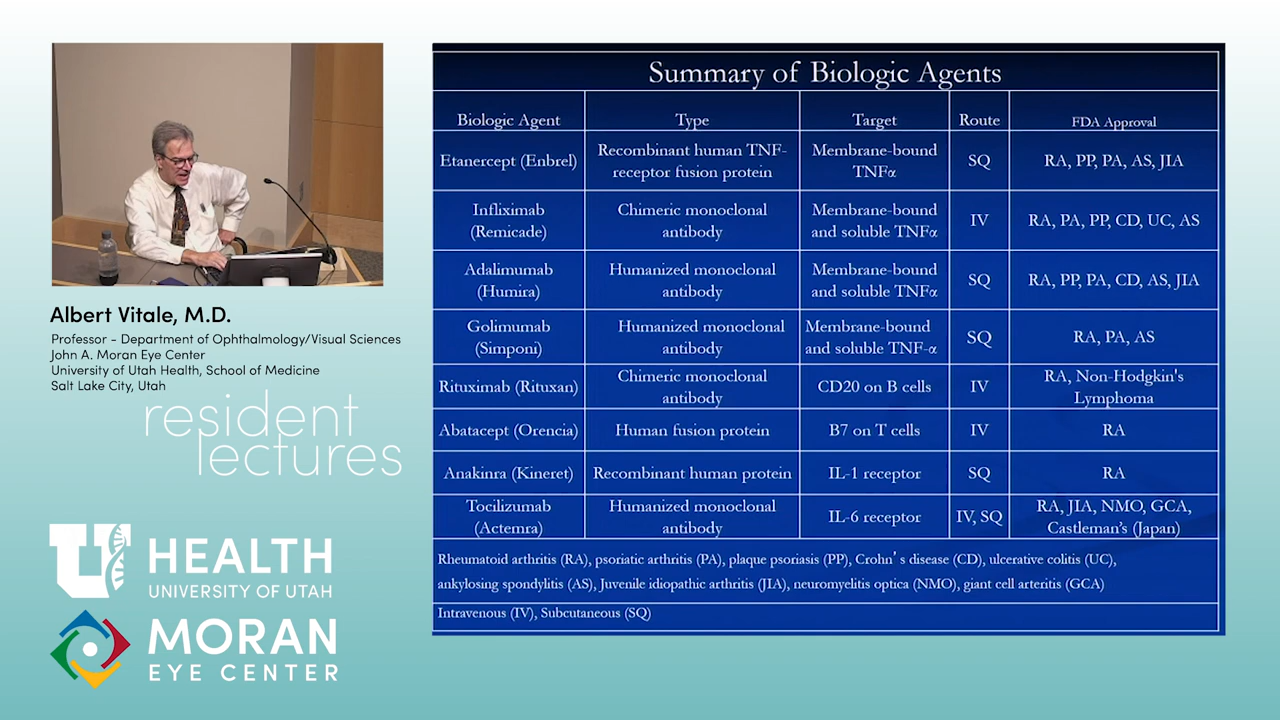 Albert Vitale, M.D.
Professor - Department of Ophthalmology/Visual Sciences
John A. Moran Eye Center
University of Utah Health, School of Medicine
Salt Lake City, Utah
resident
lectures
U HEALTH
UNIVERSITY OF UTAH
MORAN
EYE CENTER
Summary of Biologic Agents
Biologic Agent Type Target Route FDA Approval
Etanercept (Enbrel) Recombinant human TNF- Membrane-bound SQ RA, PP, PA, AS, JIA
receptor fusion protein TNFα
Infliximab Chimeric monoclonal Membrane-bound IV RA, PA, PP, CD, UC, AS
(Remicade) antibody and soluble TNFα
Adalimumab Humanized monoclonal Membrane-bound SQ RA, PP, PA, CD, AS, JIA
(Humira) antibody and soluble TNFα
Golimumab Humanized monoclonal Membrane-bound SQ RA, PA, AS
(Simponi) antibody and soluble TNF-α
Rituximab (Rituxan) Chimeric monoclonal CD20 on B cells IV RA, Non-Hodgkin's
antibody Lymphoma
Abatacept (Orencia) Human fusion protein B7 on T cells IV RA
Anakinra (Kineret) Recombinant human protein IL-1 receptor SQ RA
Tocilizumab Humanized monoclonal IL-6 receptor IV, SQ RA, JIA, NMO, GCA,
(Actemra) antibody Castleman's (Japan)
Rheumatoid arthritis (RA), psoriatic arthritis (PA), plaque psoriasis (PP), Crohn's disease (CD), ulcerative colitis (UC),
ankylosing spondylitis (AS), Juvenile idiopathic arthritis (JIA), neuromyelitis optica (NMO), giant cell arteritis (GCA)
Intravenous (IV), Subcutaneous (SQ)